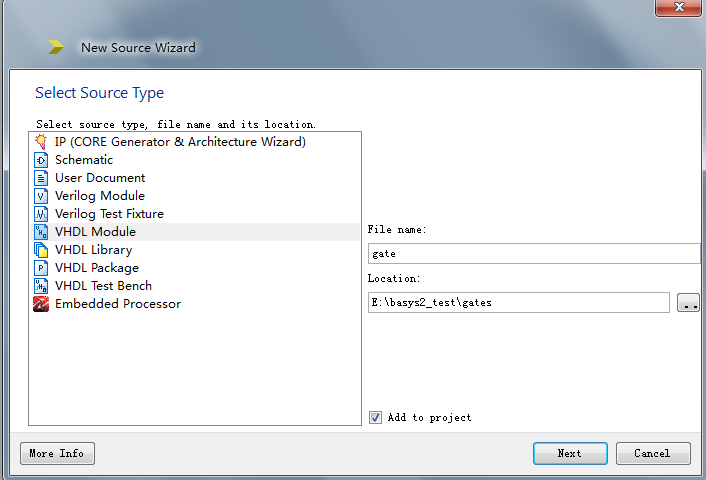 New Source Wizard
Select Source Type
Select source type, file name and its location.
IP (CORE Generator & Architecture Wizard)
Schematic
User Document
Verilog Module
Verilog Test Fixture
VHDL Module
VHDL Library
VHDL Package
VHDL Test Bench
Embedded Processor
File name:
gate
Location:
E:\basys2_test\gates
..
Add to project
More Info
Next
Cancel